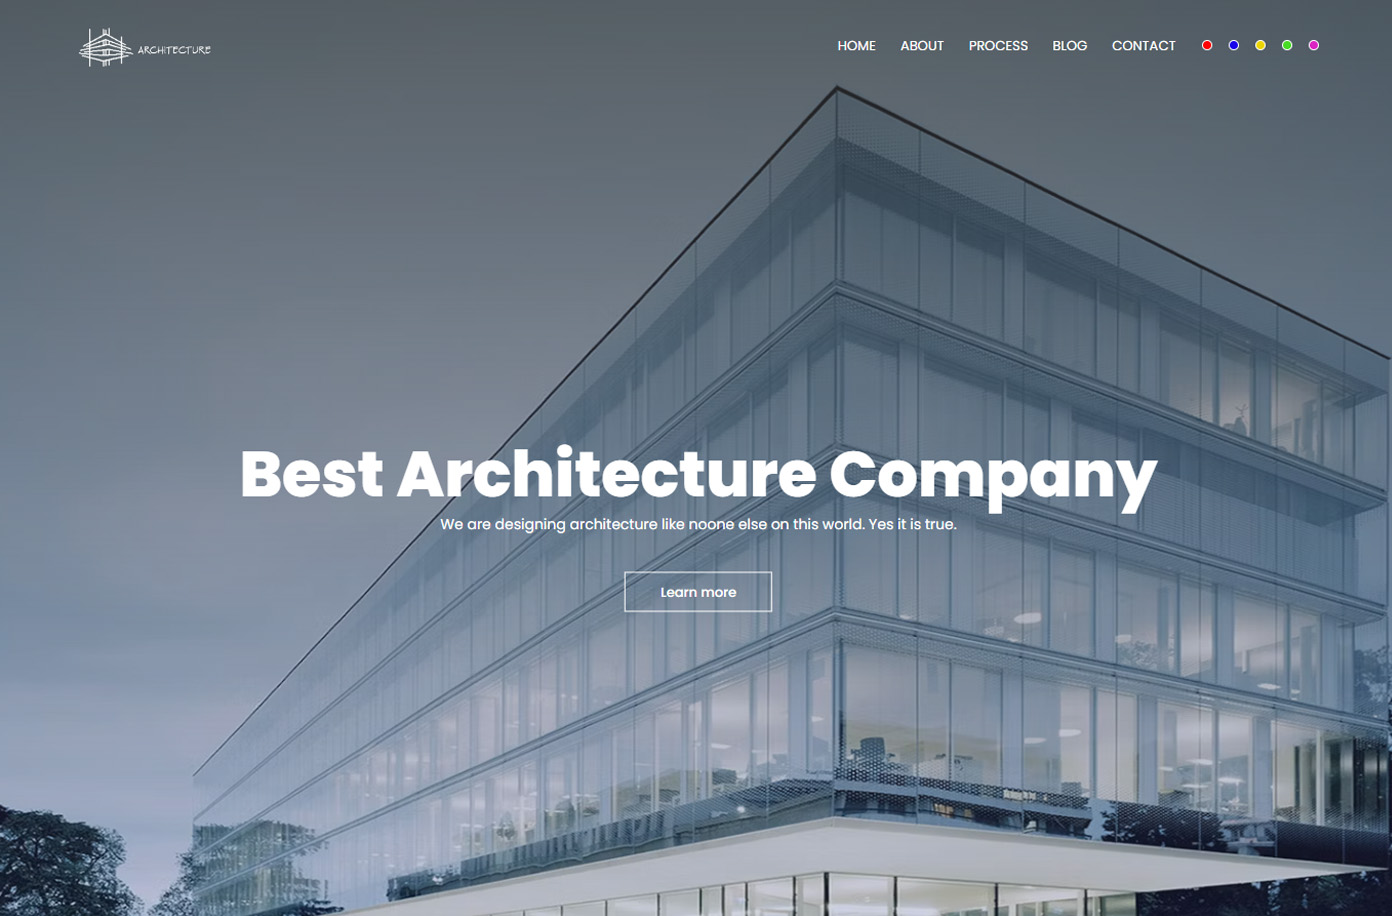 ARCHITECTURE
HOME ABOUT PROCESS BLOG CONTACT
Best Architecture Company
We are designing architecture like noone else on this world. Yes it is true.
Learn more